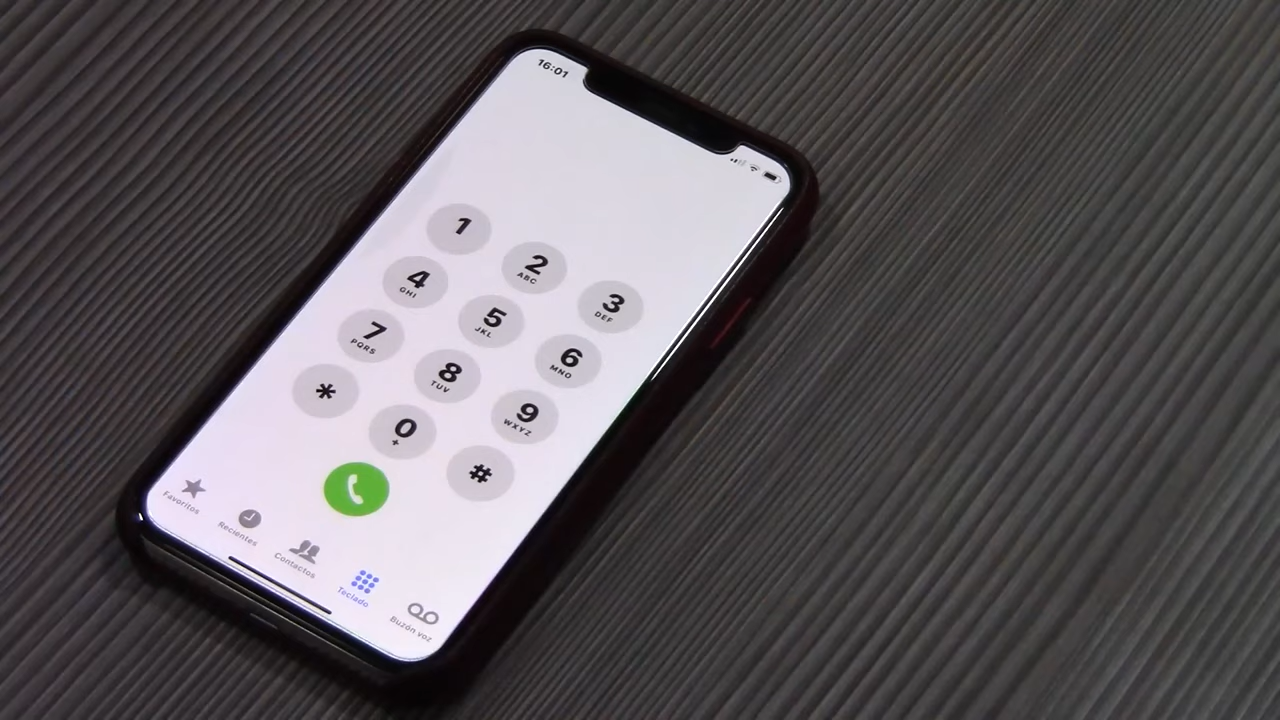 16:01
1
2
ABC
3
DEF
4
GHI
5
JKL
6
MNO
7
PQRS
8
TUV
9
WXYZ
*
0
+
#
Favoritos
Recientes
Contactos
Teclado
Buzón voz